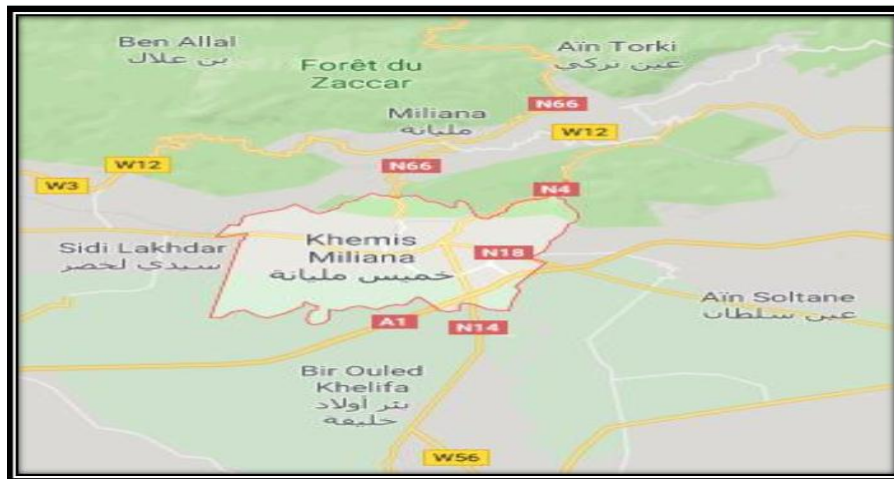 Ben Allal
بن علال
Aïn Torki
عين تركي
Forêt du
Zaccar
N66
Miliana
مليانة
W12
W12
N66
W3
N4
Sidi Lakhdar
سيدي لخضر
Khemis
Miliana
خميس مليانة
N18
Aïn Soltane
عين سلطان
A1
N14
Bir Ouled
Khelifa
بئر أولاد
خليفة
W56